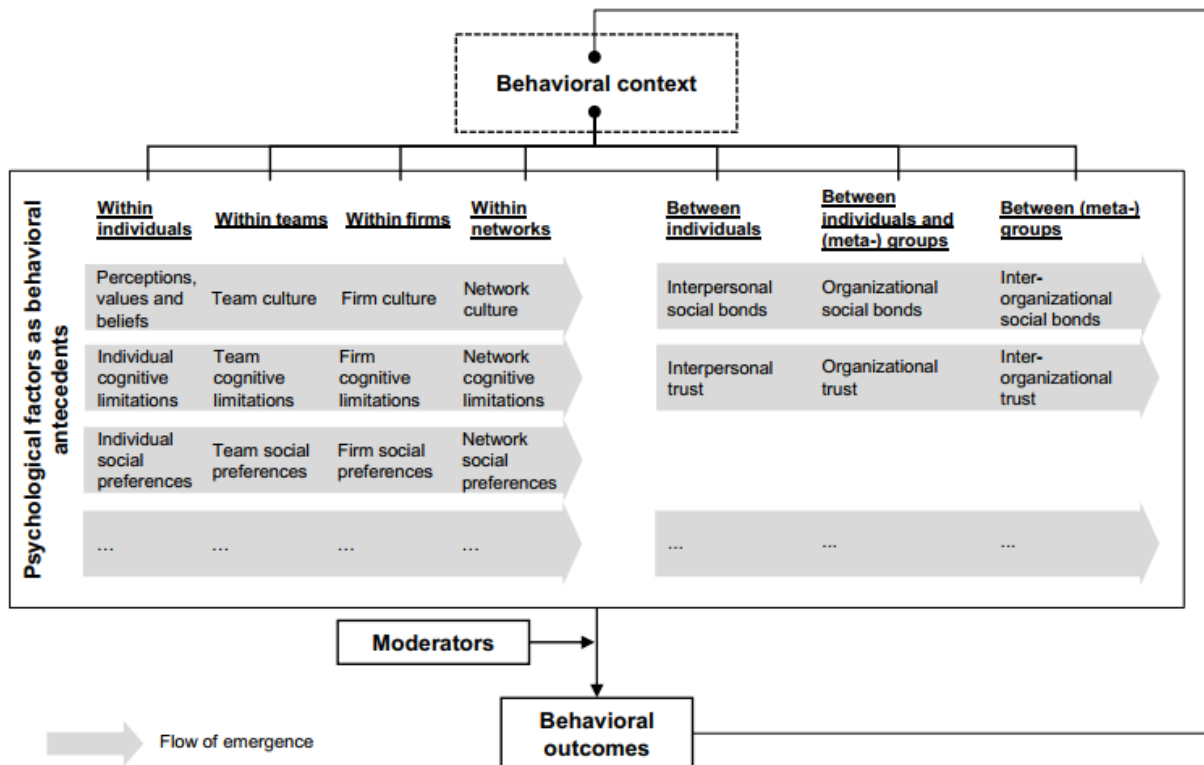 Behavioral context
Psychological factors as behavioral
antecedents
Within
individuals
Within teams
Within firms
Within
networks
Between
individuals
Between
individuals and
(meta-) groups
Between (meta-)
groups
Perceptions,
values and
beliefs
Team culture
Firm culture
Network
culture
Interpersonal
social bonds
Organizational
social bonds
Inter-
organizational
social bonds
Individual
cognitive
limitations
Team
cognitive
limitations
Firm
cognitive
limitations
Network
cognitive
limitations
Interpersonal
trust
Organizational
trust
Inter-
organizational
trust
Individual
social
preferences
Team social
preferences
Firm social
preferences
Network
social
preferences
...
...
...
...
...
...
...
Moderators
Behavioral
outcomes
Flow of emergence